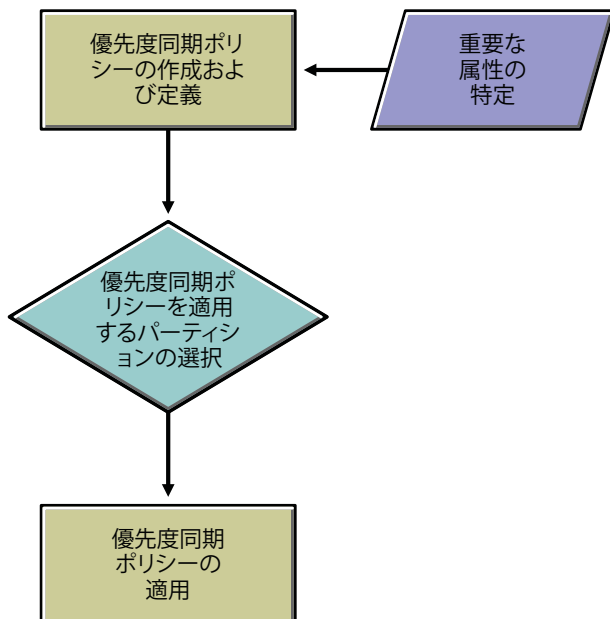 優先度同期ポリ
シーの作成およ
び定義
重要な
属性の
特定
優先度同期ポ
リシーを適用
するパーティシ
ョンの選択
優先度同期
ポリシーの
適用